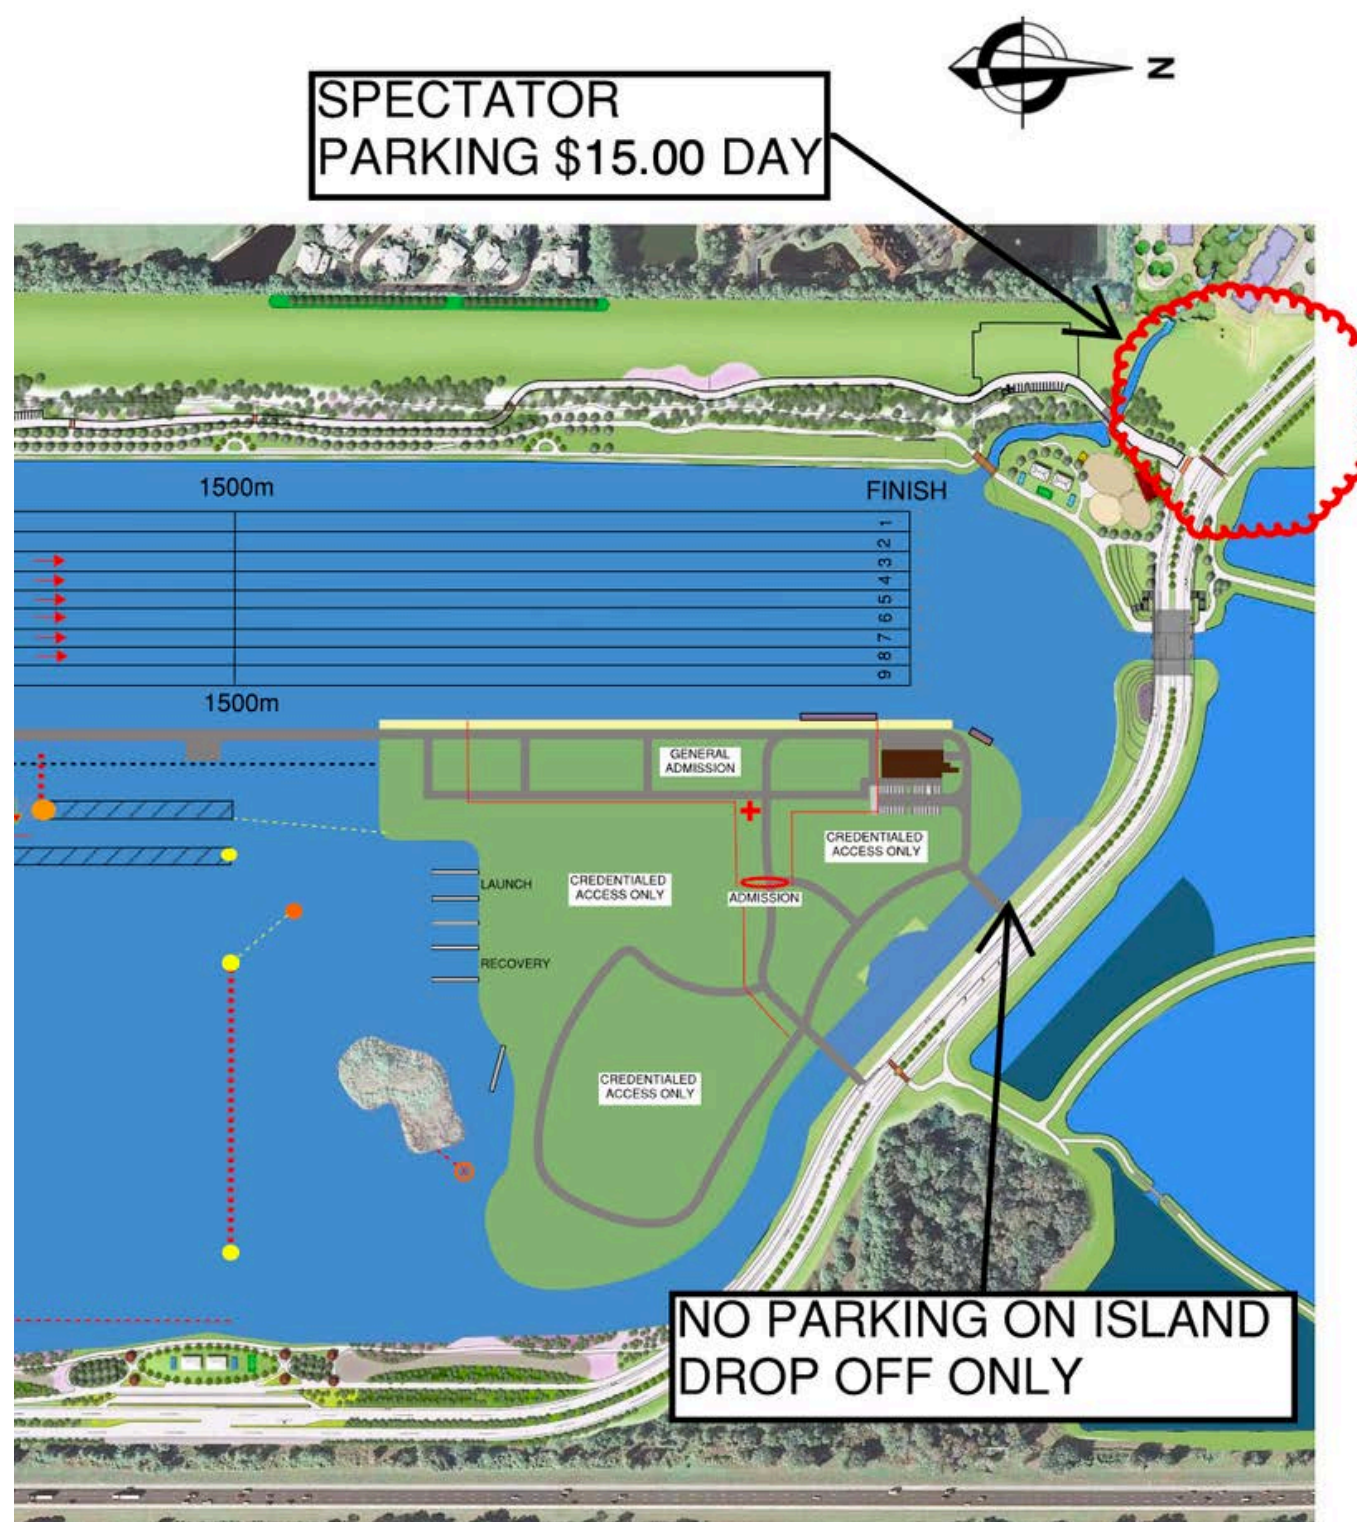 N
SPECTATOR
PARKING $15.00 DAY
1500m
FINISH
1
2
3
4
5
6
7
8
9
1500m
GENERAL
ADMISSION
CREDENTIALED
ACCESS ONLY
CREDENTIALED
ACCESS ONLY
LAUNCH
ADMISSION
RECOVERY
CREDENTIALED
ACCESS ONLY
NO PARKING ON ISLAND
DROP OFF ONLY